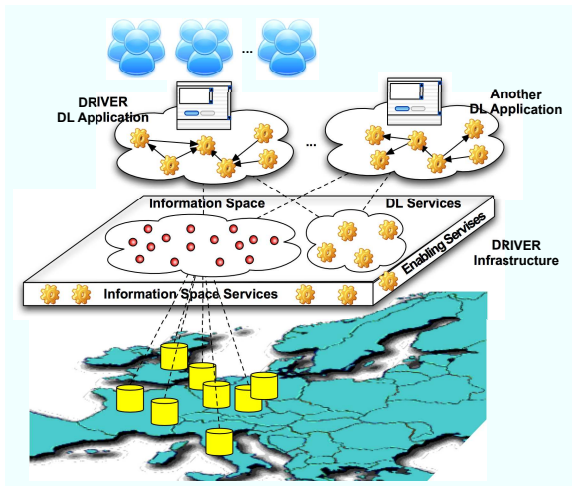 ...
DRIVER
DL Application
Another
DL Application
...
Information Space
DL Services
Enabling Servises
DRIVER
Infrastructure
Information Space Services